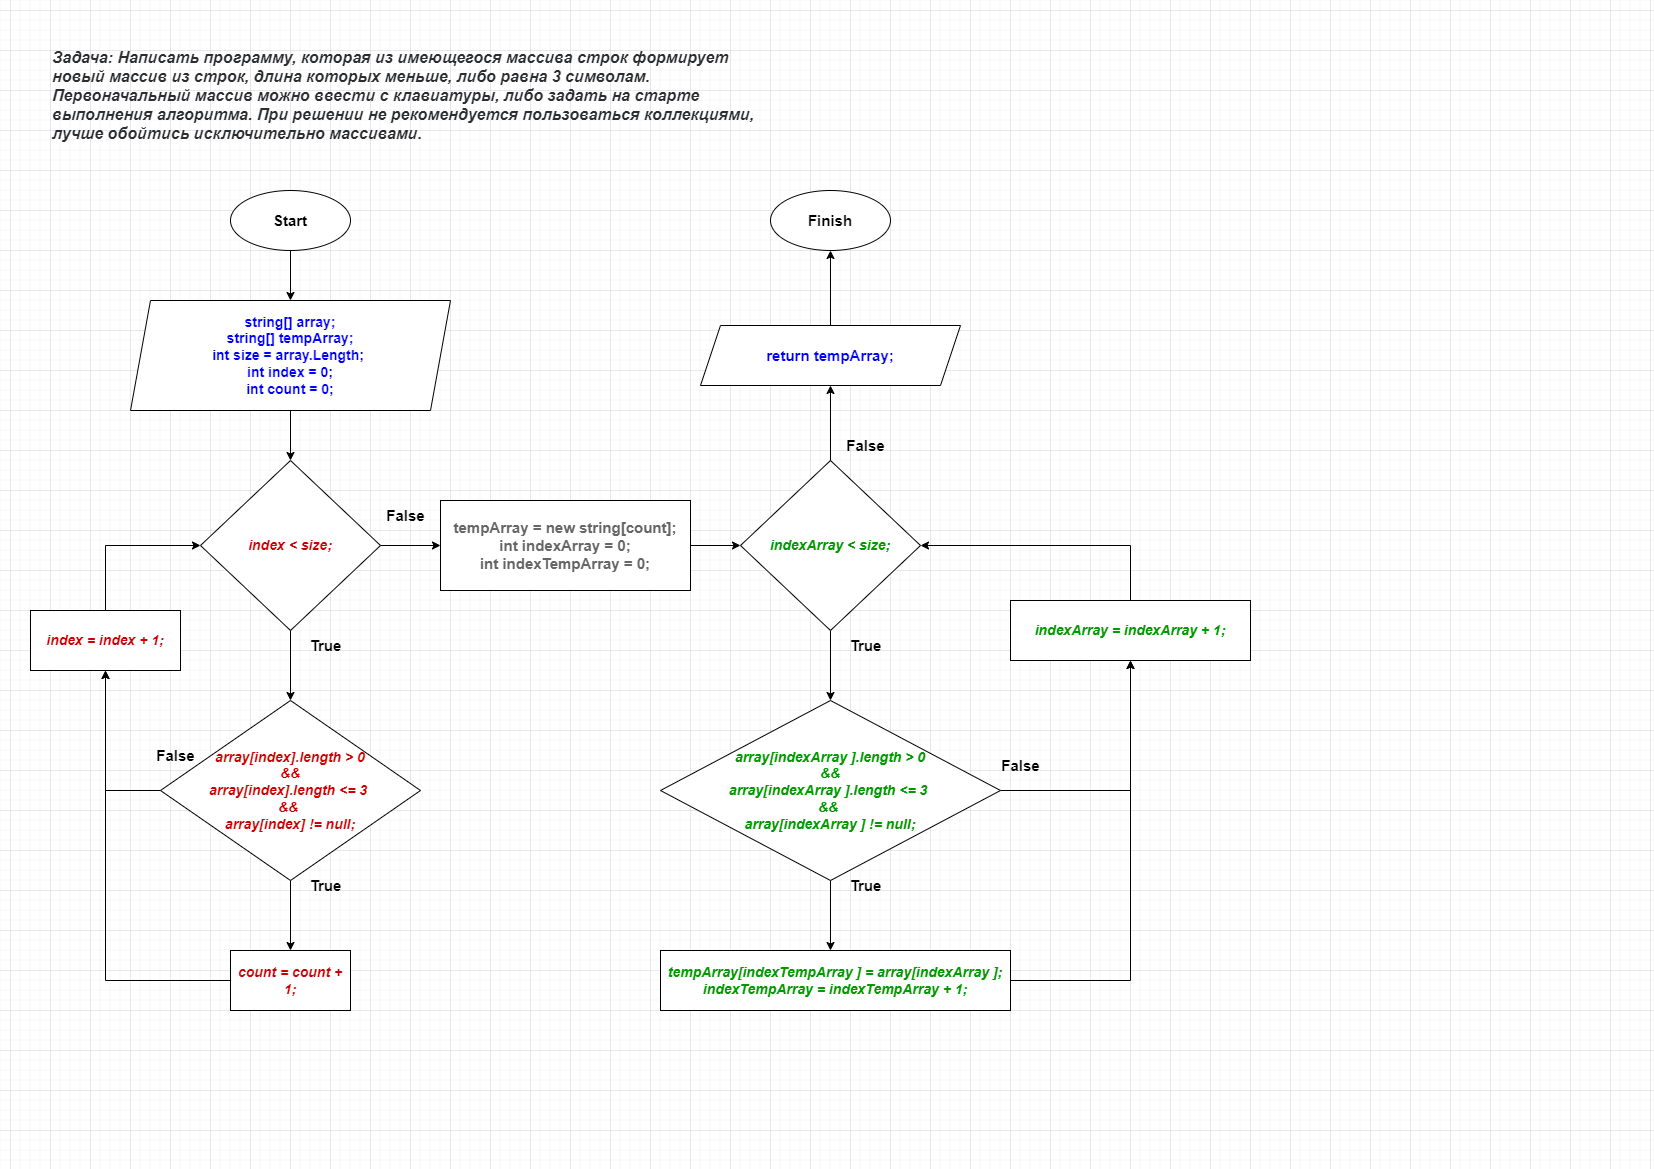 Задача: Написать программу, которая из имеющегося массива строк формирует
новый массив из строк, длина которых меньше, либо равна 3 символам.
Первоначальный массив можно ввести с клавиатуры, либо задать на старте
выполнения алгоритма. При решении не рекомендуется пользоваться коллекциями,
лучше обойтись исключительно массивами.
Start
string[] array;
string[] tempArray;
int size = array.Length;
int index = 0;
int count = 0;
index < size;
False
True
index = index + 1;
array[index].length > 0
&&
array[index].length <= 3
&&
array[index] != null;
False
True
count = count +
1;
tempArray = new string[count];
int indexArray = 0;
int indexTempArray = 0;
Finish
return tempArray;
False
indexArray < size;
True
indexArray = indexArray + 1;
array[indexArray ].length > 0
&&
array[indexArray ].length <= 3
&&
array[indexArray ] != null;
False
True
tempArray[indexTempArray ] = array[indexArray ];
indexTempArray = indexTempArray + 1;